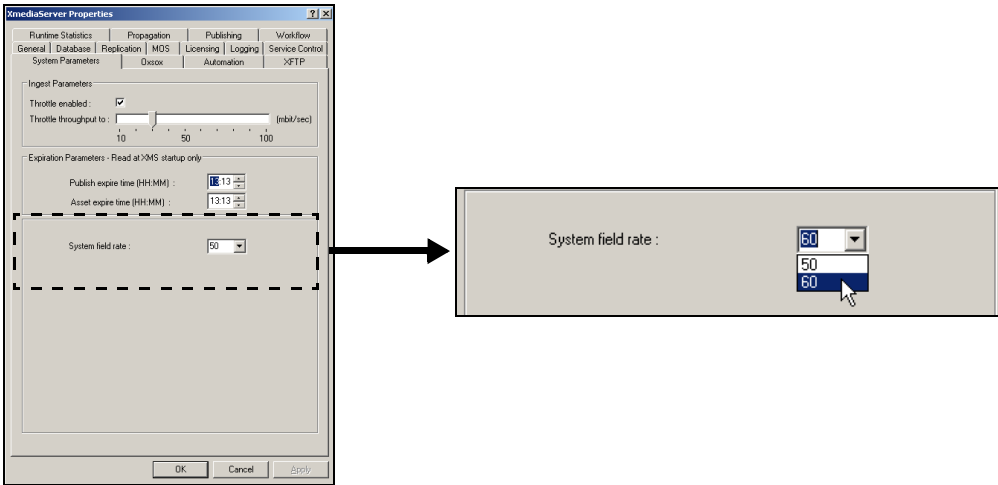 XmediaServer Properties
Runtime Statistics Propagation Publishing Workflow
General Database Replication MOS Licensing Logging Service Control
System Parameters Oxsox Automation XFTP
Ingest Parameters
Throttle enabled :
Throttle throughput to : (mbit/sec)
10 50 100
Expiration Parameters - Read at XMS startup only
Publish expire time (HH:MM) : 13:13
Asset expire time (HH:MM) : 13:13
System field rate : 50
OK Cancel Apply
System field rate : 60
50
60